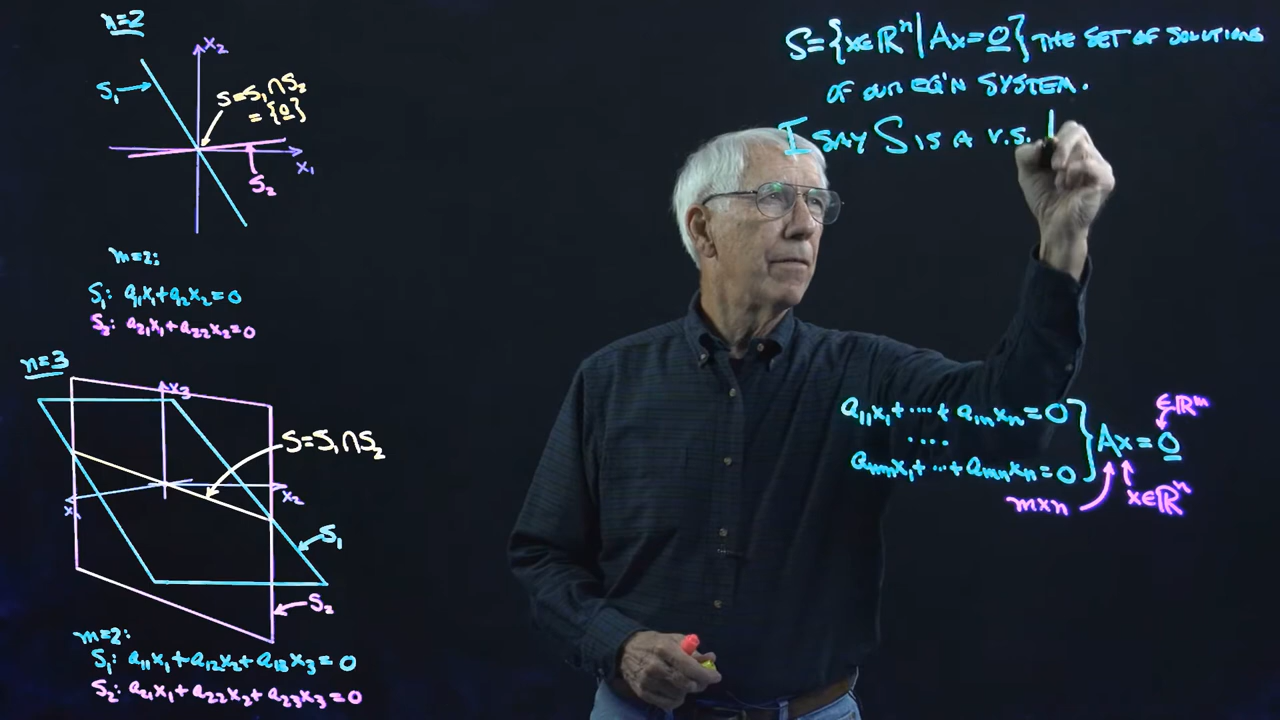 n=2
x₂
S₁
S=S₁∩S₂
={0}
x₁
S₂
m=2:
S₁: a₁x₁+a₁₂x₂=0
S₂: a₂₁x₁+a₂₂x₂=0
n=3
x₃
S=S₁∩S₂
x₂
x₁
S₁
S₂
m=2:
S₁: a₁₁x₁+a₁₂x₂+a₁₃x₃=0
S₂: a₂₁x₁+a₂₂x₂+a₂₃x₃=0
S={x∈ℝⁿ|Ax=0} THE SET OF SOLUTIONS
OF OUR EQ'N SYSTEM.
I SAY S IS A V.S.
a₁₁x₁+....+a₁ₙxₙ=0
....
aₘ₁x₁+...+aₘₙxₙ=0
Ax=0
∈ℝᵐ
mxn
x∈ℝⁿ